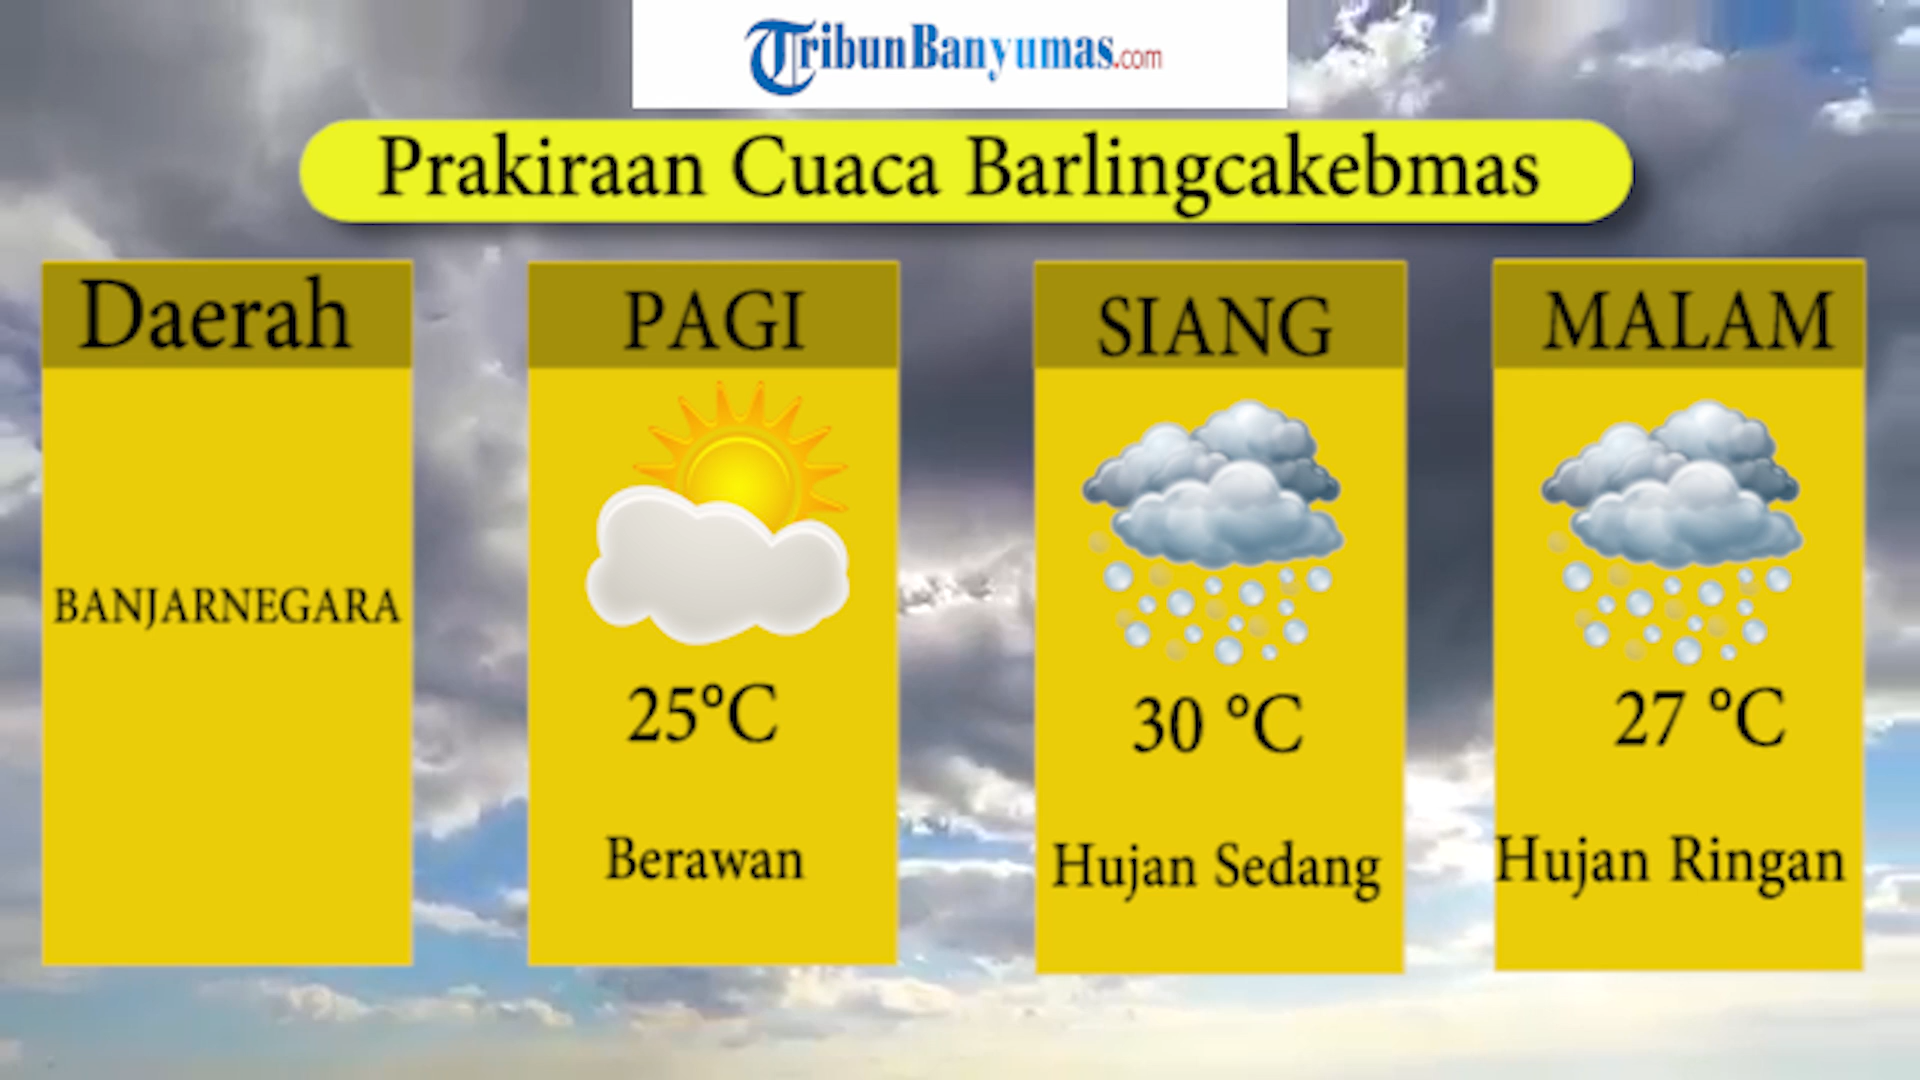 TribunBanyumas.com
Prakiraan Cuaca Barlingcakebmas
Daerah
BANJARNEGARA
PAGI
25°C
Berawan
SIANG
30 °C
Hujan Sedang
MALAM
27 °C
Hujan Ringan